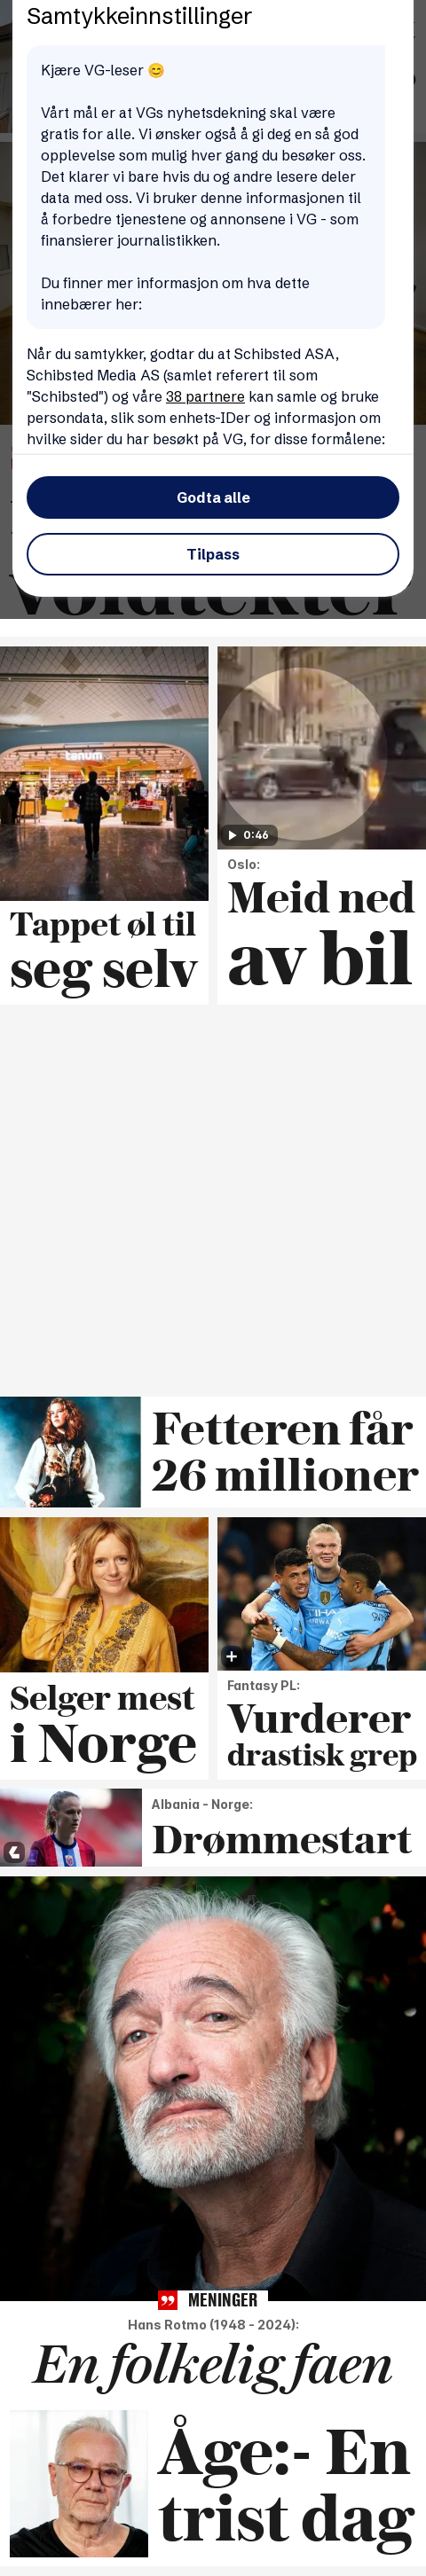 Samtykkeinnstillinger
Kjære VG-leser 😊
Vårt mål er at VGs nyhetsdekning skal være
gratis for alle. Vi ønsker også å gi deg en så god
opplevelse som mulig hver gang du besøker oss.
Det klarer vi bare hvis du og andre lesere deler
data med oss. Vi bruker denne informasjonen til
å forbedre tjenestene og annonsene i VG - som
finansierer journalistikken.
Du finner mer informasjon om hva dette
innebærer her:
Når du samtykker, godtar du at Schibsted ASA,
Schibsted Media AS (samlet referert til som
"Schibsted") og våre 38 partnere kan samle og bruke
persondata, slik som enhets-IDer og informasjon om
hvilke sider du har besøkt på VG, for disse formålene:
Godta alle
Tilpass
voldtekter
tanum
Tappet øl til
seg selv
0:46
Oslo:
Meid ned
av bil
Fetteren får
26 millioner
Selger mest
i Norge
Fantasy PL:
Vurderer
drastisk grep
Albania - Norge:
Drømmestart
MENINGER
Hans Rotmo (1948 - 2024):
En folkelig faen
Åge:- En
trist dag